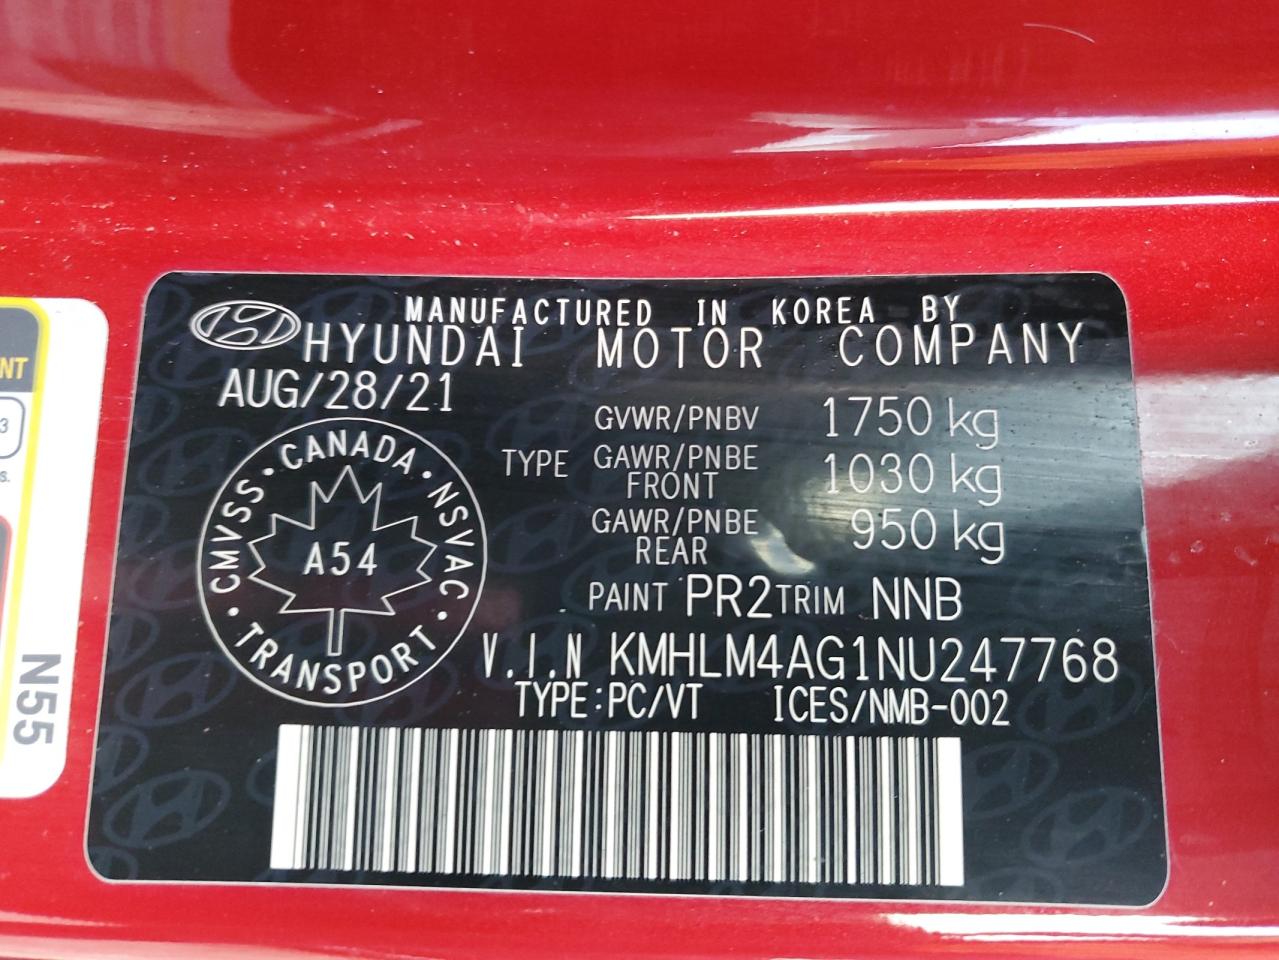 MANUFACTURED IN KOREA BY
HYUNDAI MOTOR COMPANY
AUG/28/21
GVWR/PNBV 1750 kg
TYPE GAWR/PNBE FRONT 1030 kg
GAWR/PNBE REAR 950 kg
PAINT PR2 TRIM NNB
V.I.N KMHLM4AG1NU247768
TYPE:PC/VT ICES/NMB-002
CANADA • NSVAC • TRANSPORT • CMVSS •
A54
NT
3
s.
N55